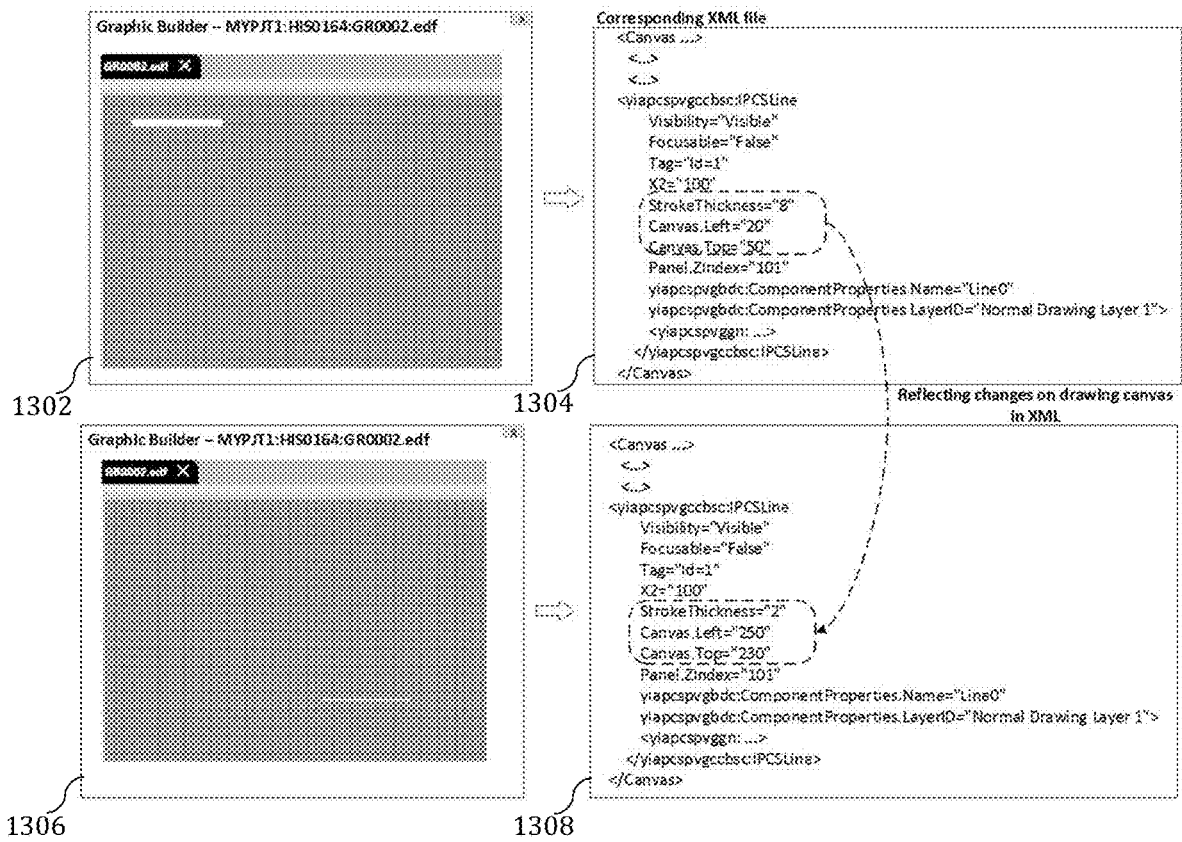 Graphic Builder – MYPJT1:HIS0164:GR0002.edf
GR0002.edf ✕
1302
Corresponding XML file
<Canvas ...>
<...>
<...>
<yiapcspvgccbsc:IPCSLine
Visibility="Visible"
Focusable="False"
Tag="Id=1"
X2="100"
StrokeThickness="8"
Canvas.Left="20"
Canvas.Top="50"
Panel.ZIndex="101"
yiapcspvgbdc:ComponentProperties.Name="Line0"
yiapcspvgbdc:ComponentProperties.LayerID="Normal Drawing Layer 1">
<yiapcspvggn: ...>
</yiapcspvgccbsc:IPCSLine>
</Canvas>
1304
Reflecting changes on drawing canvas
in XML
Graphic Builder – MYPJT1:HIS0164:GR0002.edf
GR0002.edf ✕
1306
<Canvas ...>
<...>
<...>
<yiapcspvgccbsc:IPCSLine
Visibility="Visible"
Focusable="False"
Tag="Id=1"
X2="100"
StrokeThickness="2"
Canvas.Left="250"
Canvas.Top="230"
Panel.ZIndex="101"
yiapcspvgbdc:ComponentProperties.Name="Line0"
yiapcspvgbdc:ComponentProperties.LayerID="Normal Drawing Layer 1">
<yiapcspvggn: ...>
</yiapcspvgccbsc:IPCSLine>
</Canvas>
1308